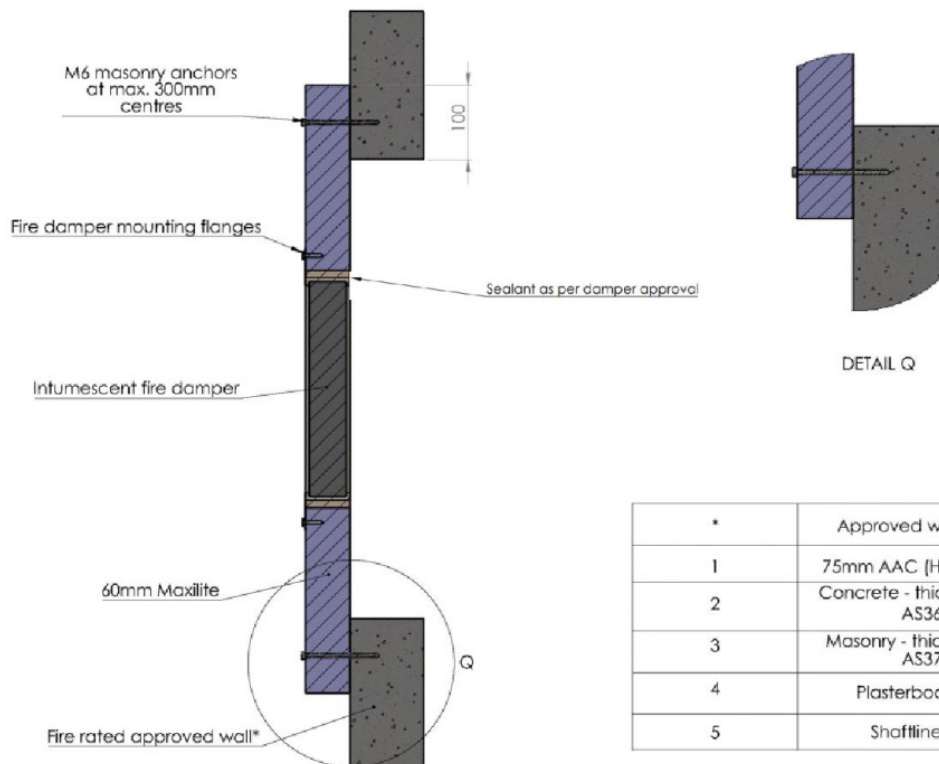 M6 masonry anchors
at max. 300mm
centres
100
Fire damper mounting flanges
Sealant as per damper approval
DETAIL Q
Intumescent fire damper
60mm Maxilite
Q
Fire rated approved wall*
*
Approved w
1
75mm AAC (H
2
Concrete - thic
AS36
3
Masonry - thic
AS37
4
Plasterboa
5
Shaftline